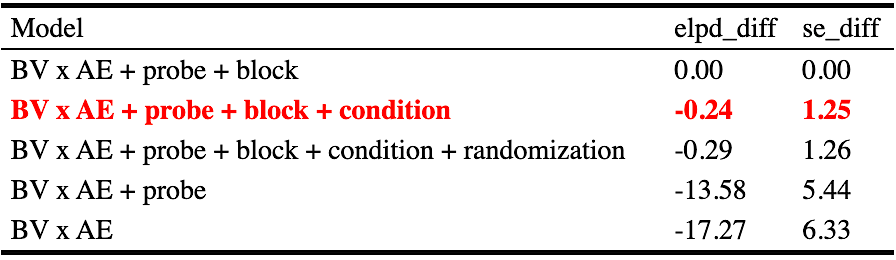 Model elpd_diff se_diff
BV x AE + probe + block 0.00 0.00
BV x AE + probe + block + condition -0.24 1.25
BV x AE + probe + block + condition + randomization -0.29 1.26
BV x AE + probe -13.58 5.44
BV x AE -17.27 6.33